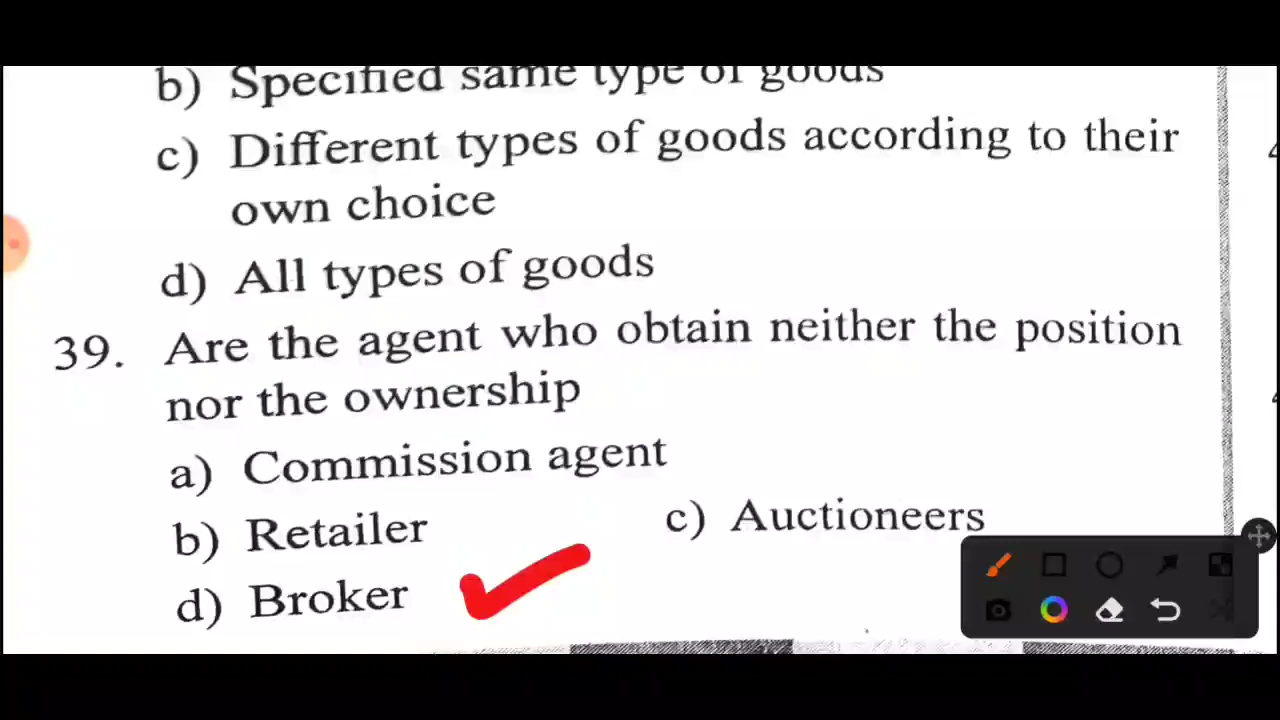 b) Specified same type of goods
c) Different types of goods according to their
own choice
d) All types of goods
39. Are the agent who obtain neither the position
nor the ownership
a) Commission agent
b) Retailer c) Auctioneers
d) Broker